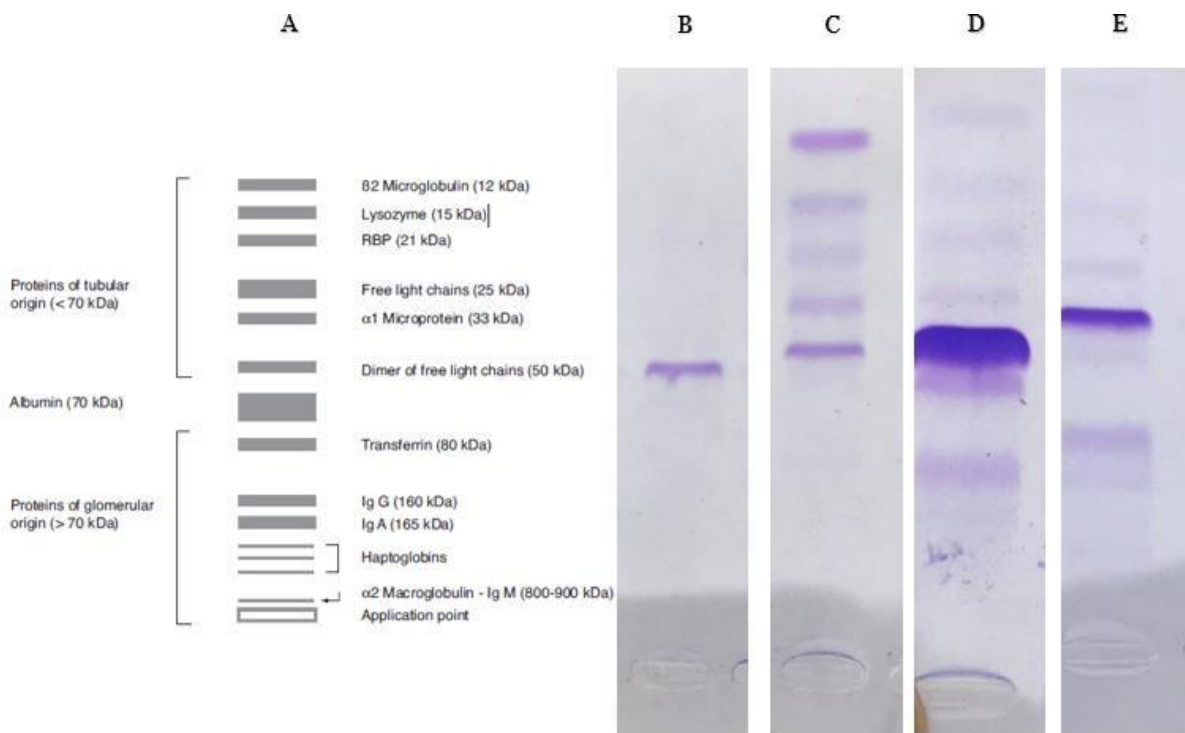 A B C D E
ß2 Microglobulin (12 kDa)
Lysozyme (15 kDa)
RBP (21 kDa)
Proteins of tubular
origin (< 70 kDa)
Free light chains (25 kDa)
α1 Microprotein (33 kDa)
Dimer of free light chains (50 kDa)
Albumin (70 kDa)
Transferrin (80 kDa)
Proteins of glomerular
origin (> 70 kDa)
Ig G (160 kDa)
Ig A (165 kDa)
Haptoglobins
α2 Macroglobulin - Ig M (800-900 kDa)
Application point